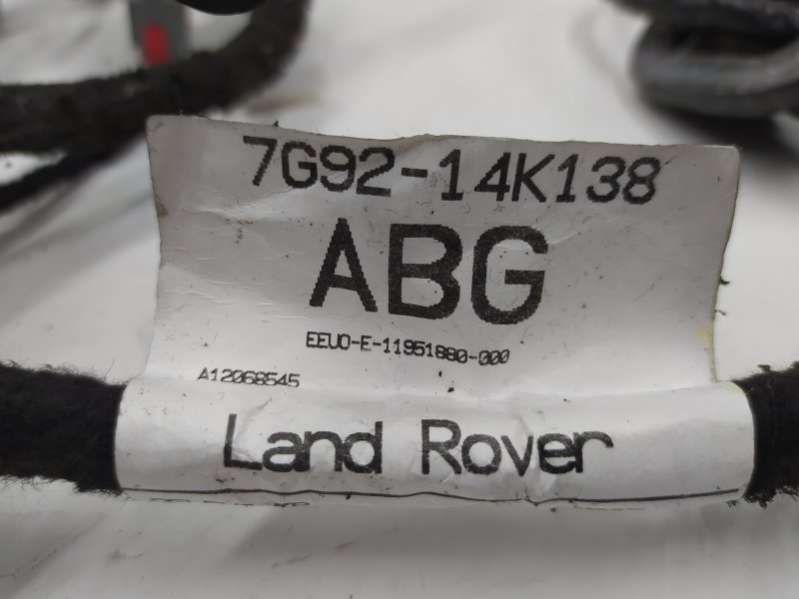 7G92-14K138
ABG
EEUO-E-11951880-000
A12068545
Land Rover